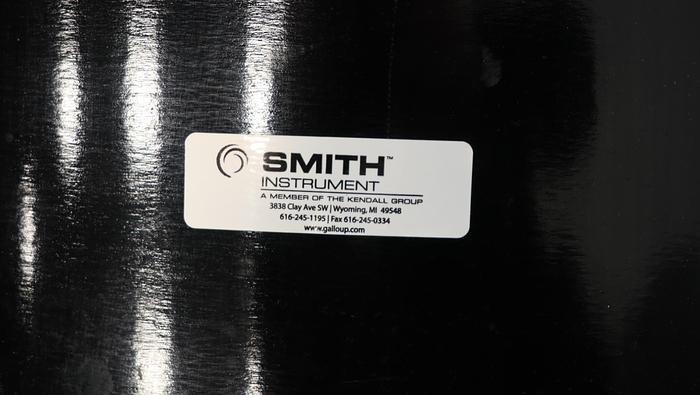 SMITH™
INSTRUMENT
A MEMBER OF THE KENDALL GROUP
3838 Clay Ave SW | Wyoming, MI 49548
616-245-1195 | Fax 616-245-0334
www.galloup.com